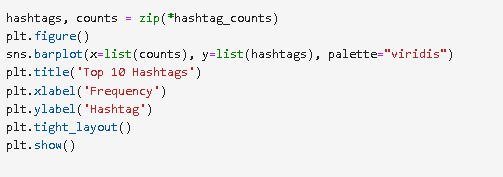 hashtags, counts = zip(*hashtag_counts)
plt.figure()
sns.barplot(x=list(counts), y=list(hashtags), palette="viridis")
plt.title('Top 10 Hashtags')
plt.xlabel('Frequency')
plt.ylabel('Hashtag')
plt.tight_layout()
plt.show()